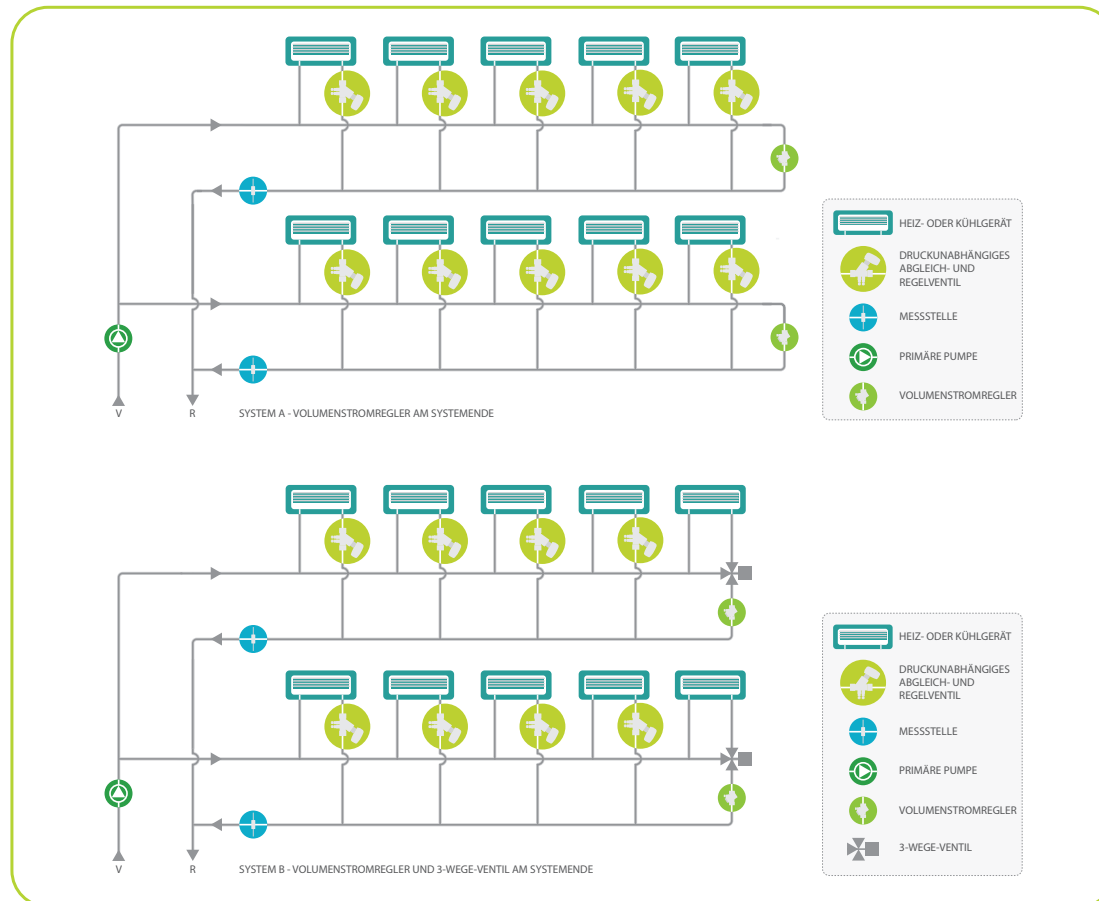 HEIZ- ODER KÜHLGERÄT
DRUCKUNABHÄNGIGES
ABGLEICH- UND
REGELVENTIL
MESSSTELLE
PRIMÄRE PUMPE
VOLUMENSTROMREGLER
V
R
SYSTEM A - VOLUMENSTROMREGLER AM SYSTEMENDE
HEIZ- ODER KÜHLGERÄT
DRUCKUNABHÄNGIGES
ABGLEICH- UND
REGELVENTIL
MESSSTELLE
PRIMÄRE PUMPE
VOLUMENSTROMREGLER
3-WEGE-VENTIL
V
R
SYSTEM B - VOLUMENSTROMREGLER UND 3-WEGE-VENTIL AM SYSTEMENDE